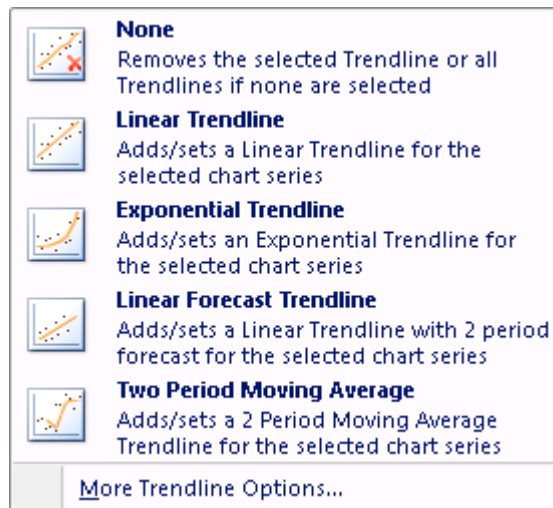 None
Removes the selected Trendline or all
Trendlines if none are selected
Linear Trendline
Adds/sets a Linear Trendline for the
selected chart series
Exponential Trendline
Adds/sets an Exponential Trendline for
the selected chart series
Linear Forecast Trendline
Adds/sets a Linear Trendline with 2 period
forecast for the selected chart series
Two Period Moving Average
Adds/sets a 2 Period Moving Average
Trendline for the selected chart series
More Trendline Options...